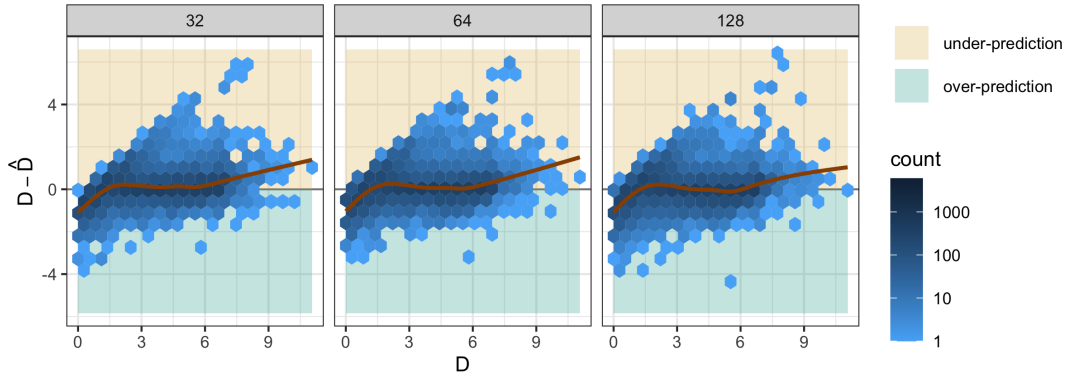 32
64
128
4
0
-4
D − D̂
0 3 6 9
0 3 6 9
0 3 6 9
D
under-prediction
over-prediction
count
1000
100
10
1